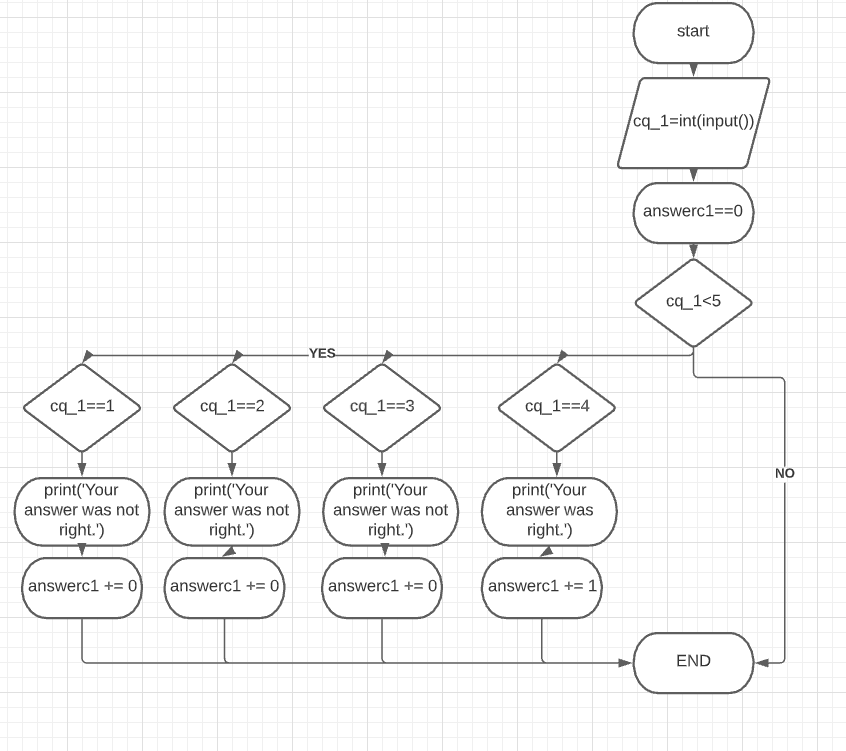 start
cq_1=int(input())
answerc1==0
cq_1<5
YES
cq_1==1
cq_1==2
cq_1==3
cq_1==4
NO
print('Your
answer was not
right.')
print('Your
answer was not
right.')
print('Your
answer was not
right.')
print('Your
answer was
right.')
answerc1 += 0
answerc1 += 0
answerc1 += 0
answerc1 += 1
END